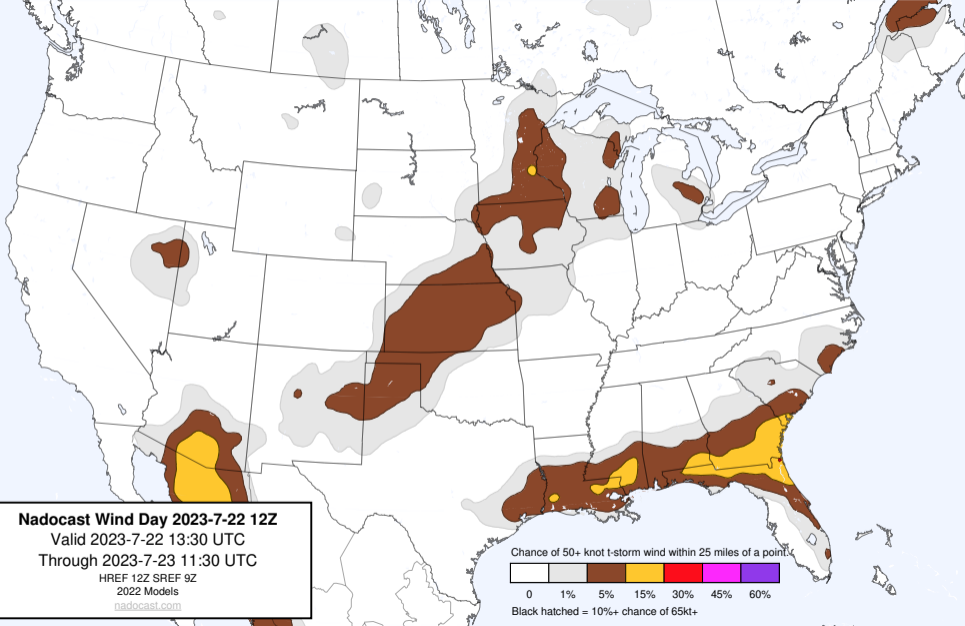 Nadocast Wind Day 2023-7-22 12Z
Valid 2023-7-22 13:30 UTC
Through 2023-7-23 11:30 UTC
HREF 12Z SREF 9Z
2022 Models
nadocast.com
Chance of 50+ knot t-storm wind within 25 miles of a point.
0 1% 5% 15% 30% 45% 60%
Black hatched = 10%+ chance of 65kt+